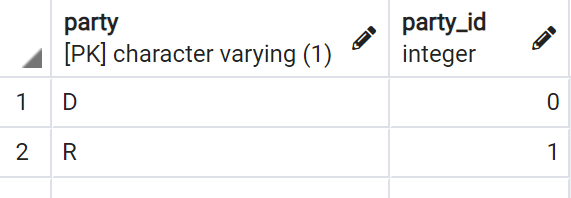 party party_id
[PK] character varying (1) integer
1 D 0
2 R 1